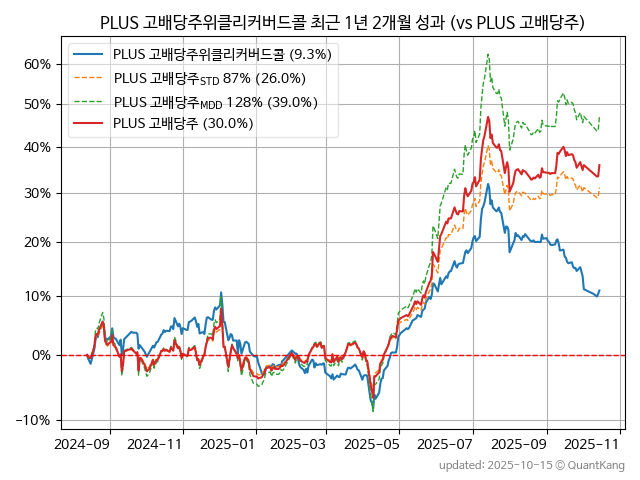 PLUS 고배당주위클리커버드콜 최근 1년 2개월 성과 (vs PLUS 고배당주)
PLUS 고배당주위클리커버드콜 (9.3%)
PLUS 고배당주STD 87% (26.0%)
PLUS 고배당주MDD 128% (39.0%)
PLUS 고배당주 (30.0%)
60%
50%
40%
30%
20%
10%
0%
−10%
2024-09 2024-11 2025-01 2025-03 2025-05 2025-07 2025-09 2025-11
updated: 2025-10-15 © QuantKang